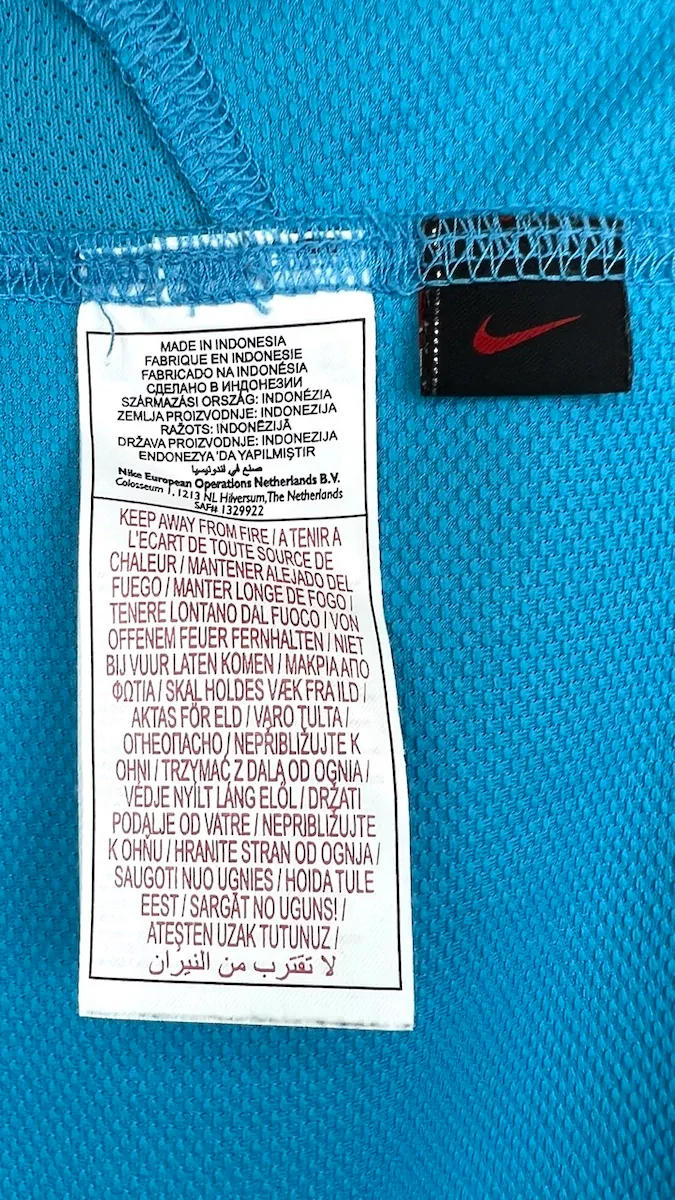 MADE IN INDONESIA
FABRIQUE EN INDONESIE
FABRICADO NA INDONÉSIA
СДЕЛАНО В ИНДОНЕЗИИ
SZÁRMAZÁSI ORSZÁG: INDONÉZIA
ZEMLJA PROIZVODNJE: INDONEZIJA
RAŽOTS: INDONĒZIJĀ
DRŽAVA PROIZVODNJE: INDONEZIJA
ENDONEZYA 'DA YAPILMIŞTIR
صنع في اندونيسيا
Nike European Operations Netherlands B.V.
Colosseum 1, 1213 NL Hilversum, The Netherlands
SAF# 1329922
KEEP AWAY FROM FIRE / A TENIR A
L'ECART DE TOUTE SOURCE DE
CHALEUR / MANTENER ALEJADO DEL
FUEGO / MANTER LONGE DE FOGO /
TENERE LONTANO DAL FUOCO / VON
OFFENEM FEUER FERNHALTEN / NIET
BIJ VUUR LATEN KOMEN / ΜΑΚΡΙΑ ΑΠΟ
ΦΩΤΙΑ / SKAL HOLDES VÆK FRA ILD /
AKTAS FÖR ELD / VARO TULTA /
ОГНЕОПАСНО / NEPŘIBLIŽUJTE K
OHNI / TRZYMAĆ Z DALA OD OGNIA /
VÉDJE NYÍLT LÁNG ELŐL / DRŽATI
PODALJE OD VATRE / NEPRIBLIŽUJTE
K OHŇU / HRANITE STRAN OD OGNJA /
SAUGOTI NUO UGNIES / HOIDA TULE
EEST / SARGĀT NO UGUNS! /
ATEŞTEN UZAK TUTUNUZ /
لا تقترب من النيران